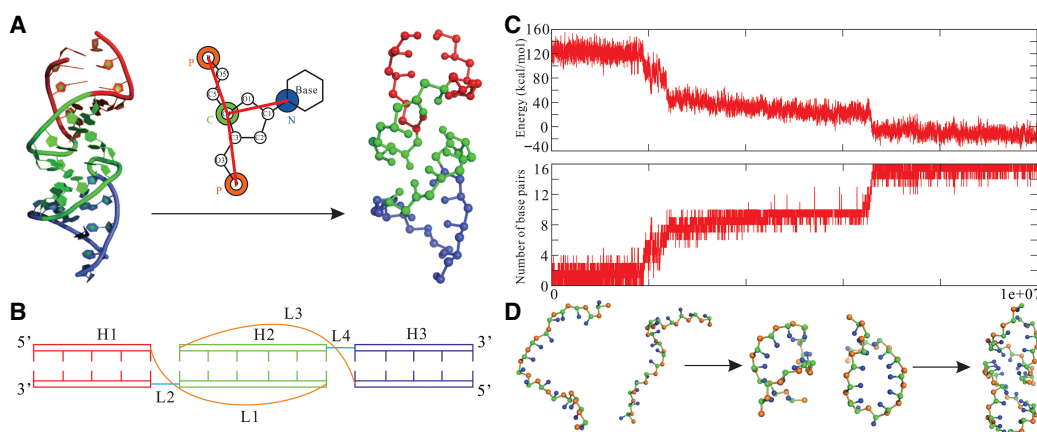 A
P
O5
C5
C
O1
Base
C1
N
C3
C2
O3
P
B
5'
H1
L3
H2
L4
H3
3'
3'
L2
L1
5'
C
Energy (kcal/mol)
160
120
80
40
0
−40
Number of base pairs
16
12
8
4
0
0
1e+07
D